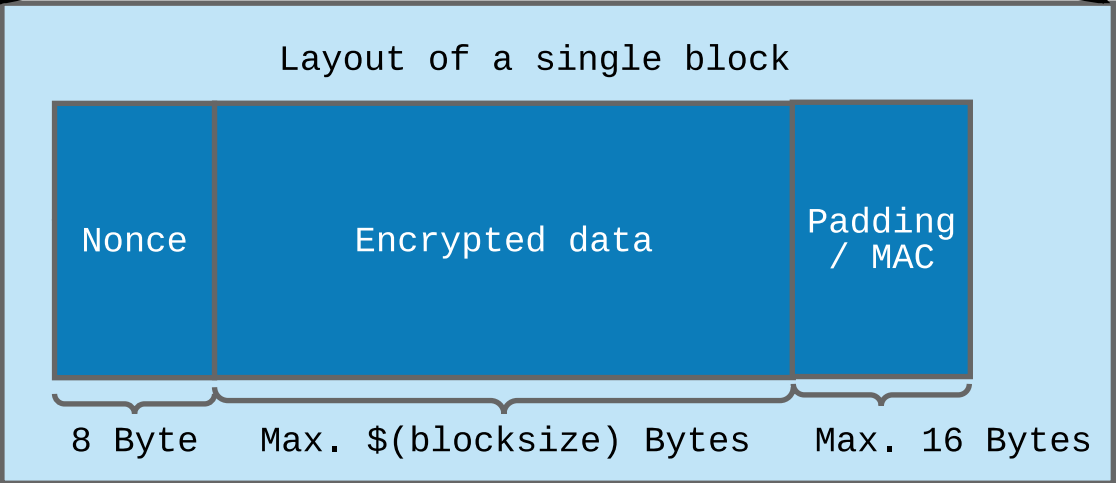 Layout of a single block
Nonce
Encrypted data
Padding
/ MAC
8 Byte
Max. $(blocksize) Bytes
Max. 16 Bytes